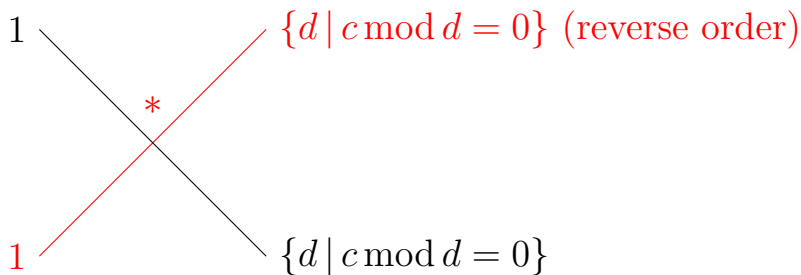 1 {d | c mod d = 0} (reverse order)
*
1 {d | c mod d = 0}